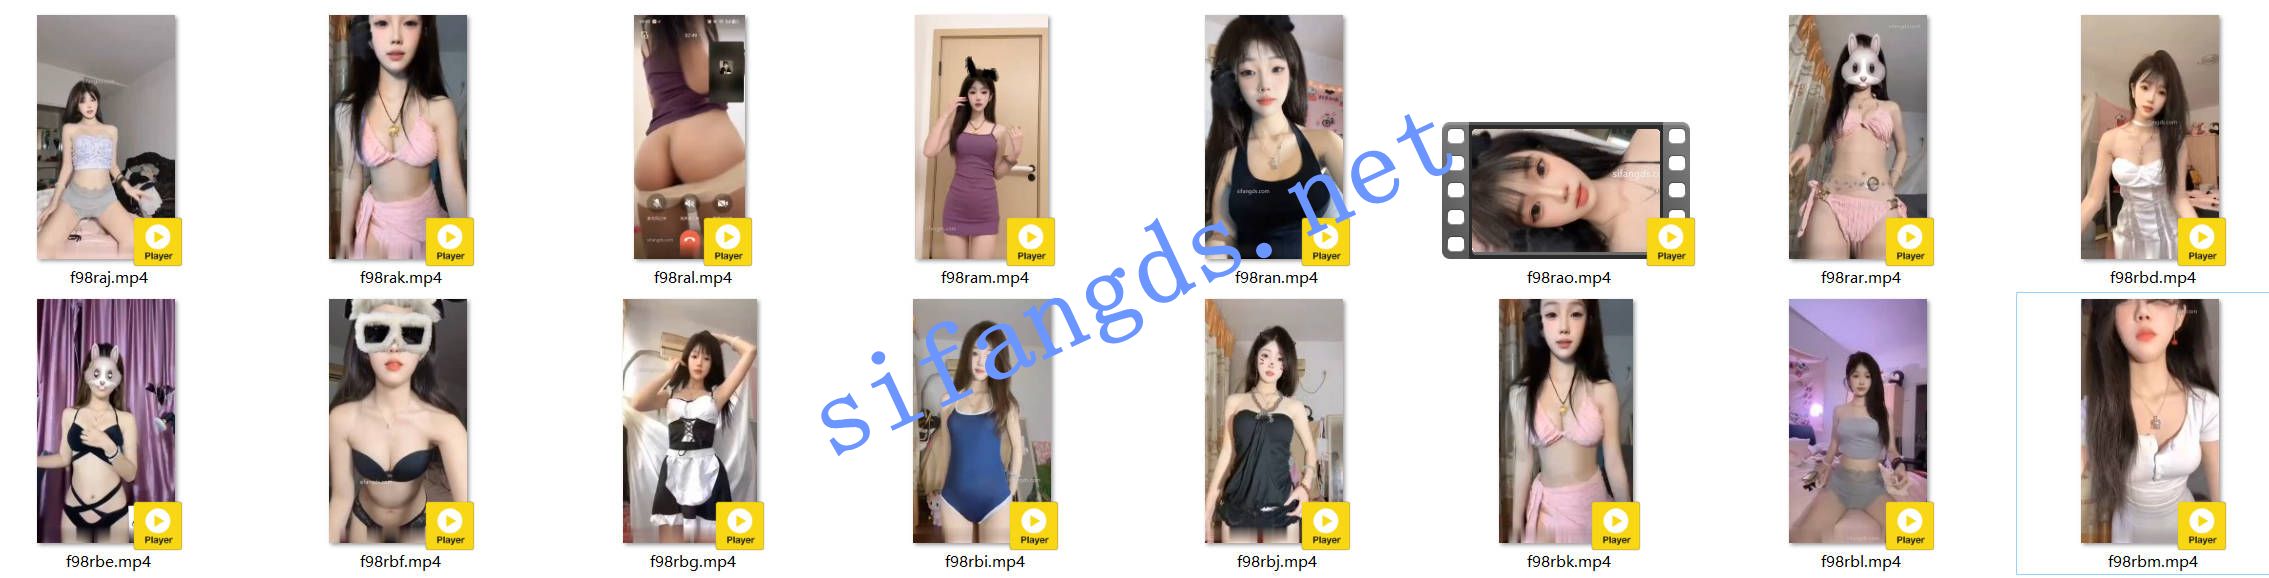 sifangds.net
Player
Player
Player
Player
Player
Player
Player
Player
f98raj.mp4
f98rak.mp4
f98ral.mp4
f98ram.mp4
f98ran.mp4
f98rao.mp4
f98rar.mp4
f98rbd.mp4
Player
Player
Player
Player
Player
Player
Player
Player
f98rbe.mp4
f98rbf.mp4
f98rbg.mp4
f98rbi.mp4
f98rbj.mp4
f98rbk.mp4
f98rbl.mp4
f98rbm.mp4